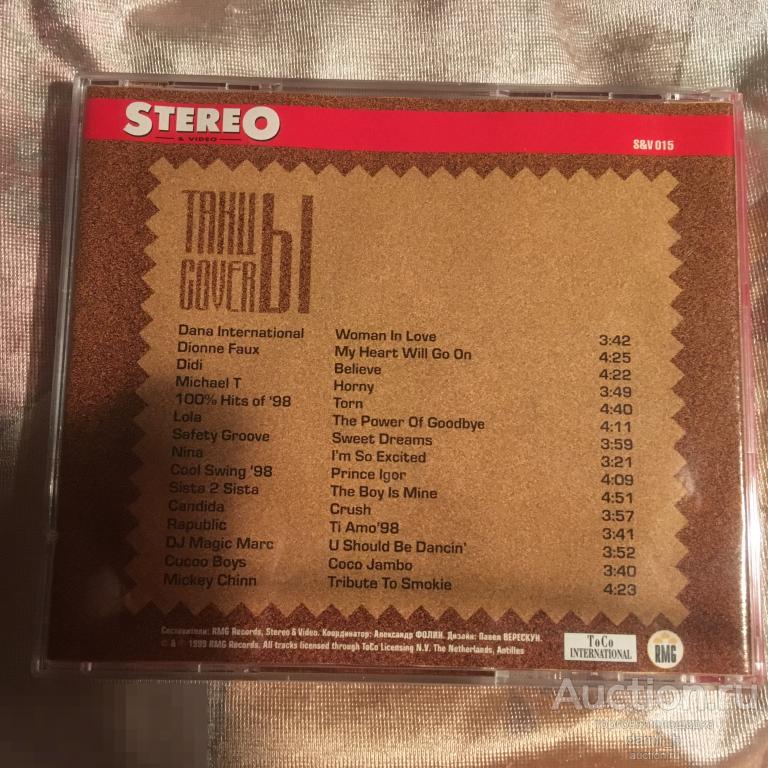 STEREO
& VIDEO
S&V 015
ТАНЦ
COVER Ы
Dana International Woman In Love 3:42
Dionne Faux My Heart Will Go On 4:25
Didi Believe 4:22
Michael T Horny 3:49
100% Hits of '98 Torn 4:40
Lola The Power Of Goodbye 4:11
Safety Groove Sweet Dreams 3:59
Nina I'm So Excited 3:21
Cool Swing '98 Prince Igor 4:09
Sista 2 Sista The Boy Is Mine 4:51
Candida Crush 3:57
Rapublic Ti Amo'98 3:41
DJ Magic Marc U Should Be Dancin' 3:52
Cucoo Boys Coco Jambo 3:40
Mickey Chinn Tribute To Smokie 4:23
Составители: RMG Records, Stereo & Video. Координатор: Александр ФОЛИН. Дизайн: Павел ВЕРЕСКУН.
© & ℗ 1999 RMG Records. All tracks licensed through ToCo Licensing N.V. The Netherlands, Antilles
ToCo
INTERNATIONAL
RMG
Auction.ru